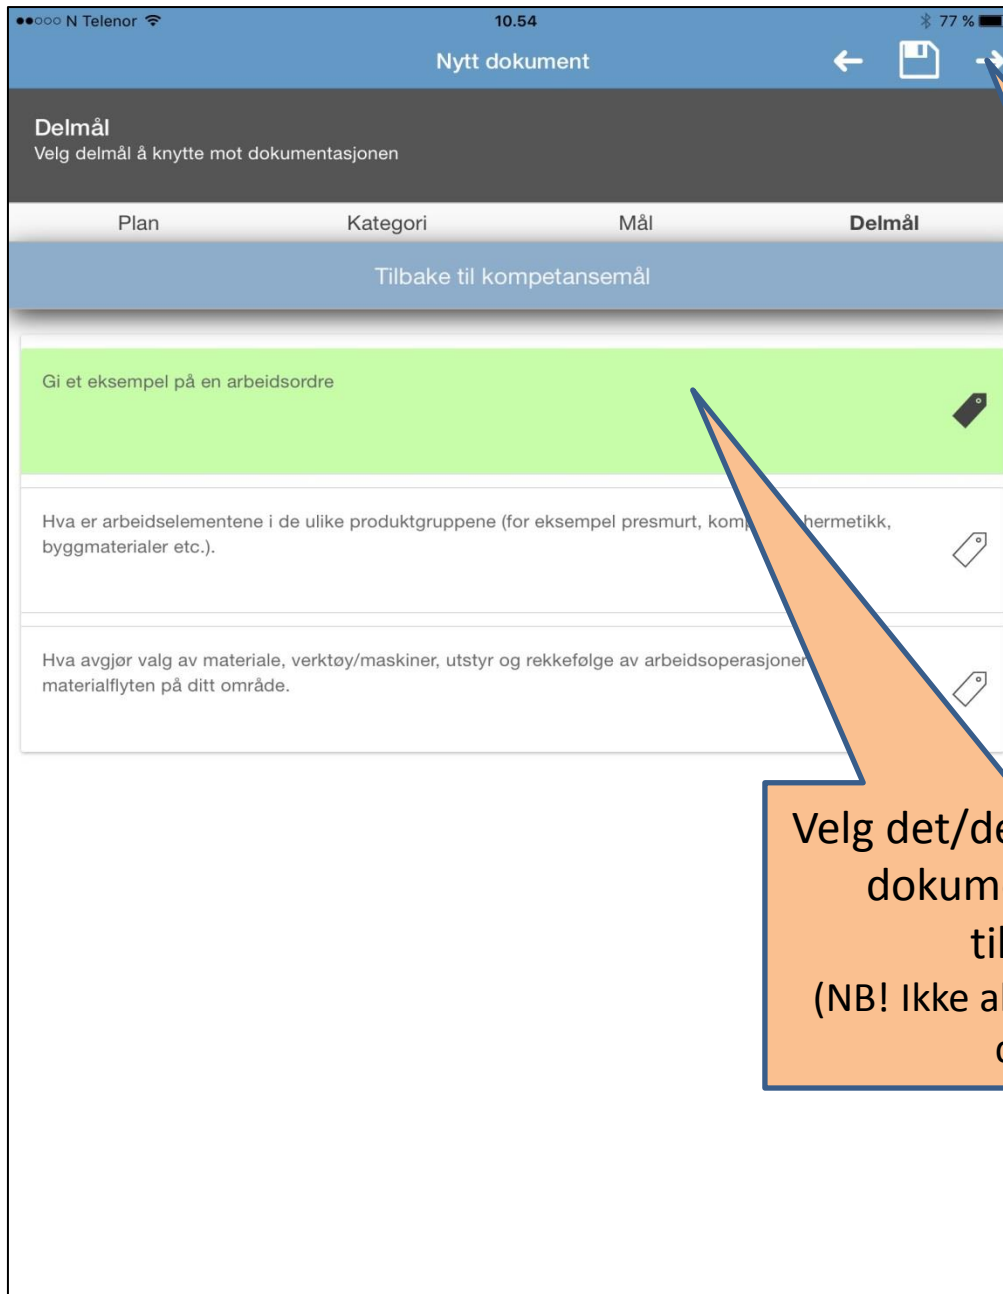 N Telenor 10.54 77 %
Nytt dokument
Delmål
Velg delmål å knytte mot dokumentasjonen
Plan Kategori Mål Delmål
Tilbake til kompetansemål
Gi et eksempel på en arbeidsordre
Hva er arbeidselementene i de ulike produktgruppene (for eksempel presmurt, hermetikk,
byggmaterialer etc.).
Hva avgjør valg av materiale, verktøy/maskiner, utstyr og rekkefølge av arbeidsoperasjoner
materialflyten på ditt område.
Velg det/de
dokum
til
(NB! Ikke